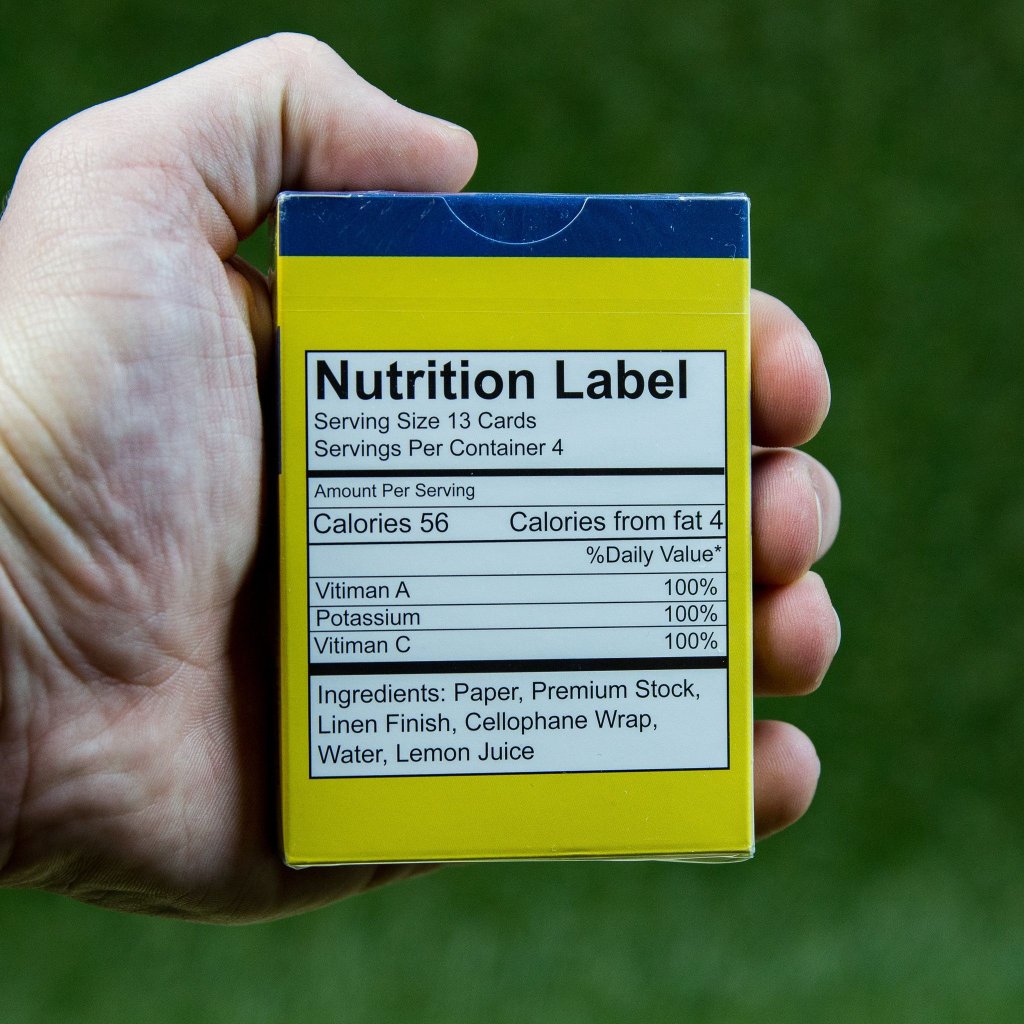 Nutrition Label
Serving Size 13 Cards
Servings Per Container 4
Amount Per Serving
Calories 56 Calories from fat 4
%Daily Value*
Vitiman A 100%
Potassium 100%
Vitiman C 100%
Ingredients: Paper, Premium Stock,
Linen Finish, Cellophane Wrap,
Water, Lemon Juice